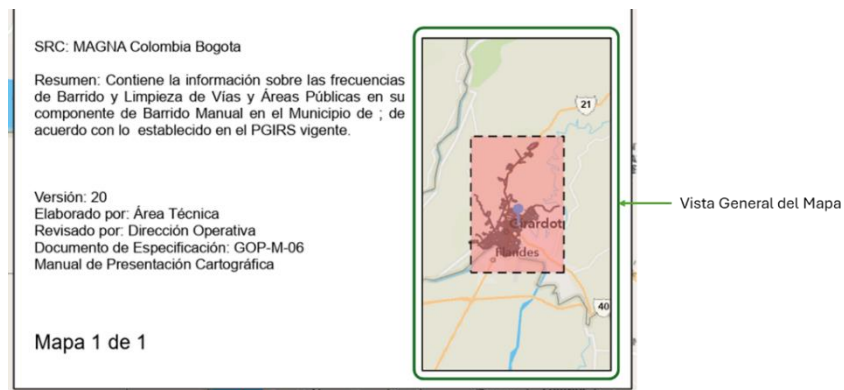 SRC: MAGNA Colombia Bogota
Resumen: Contiene la información sobre las frecuencias
de Barrido y Limpieza de Vías y Áreas Públicas en su
componente de Barrido Manual en el Municipio de ; de
acuerdo con lo establecido en el PGIRS vigente.
Versión: 20
Elaborado por: Área Técnica
Revisado por: Dirección Operativa
Documento de Especificación: GOP-M-06
Manual de Presentación Cartográfica
Mapa 1 de 1
21
Girardot
Flandes
40
Vista General del Mapa